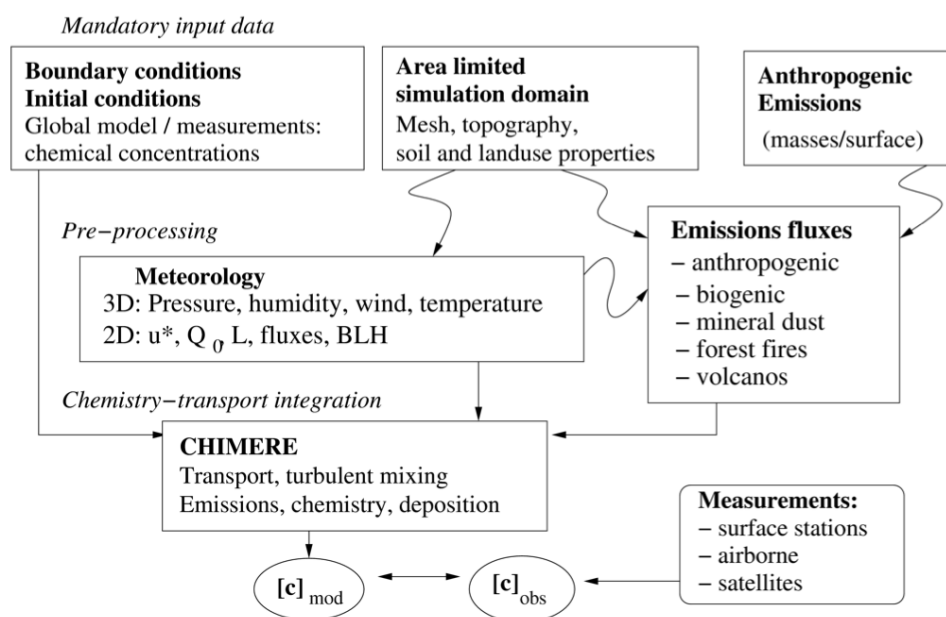 Mandatory input data
Boundary conditions
Initial conditions
Global model / measurements:
chemical concentrations
Area limited
simulation domain
Mesh, topography,
soil and landuse properties
Anthropogenic
Emissions
(masses/surface)
Pre−processing
Meteorology
3D: Pressure, humidity, wind, temperature
2D: u*, Q 0, L, fluxes, BLH
Emissions fluxes
− anthropogenic
− biogenic
− mineral dust
− forest fires
− volcanos
Chemistry−transport integration
CHIMERE
Transport, turbulent mixing
Emissions, chemistry, deposition
Measurements:
− surface stations
− airborne
− satellites
[c] mod
[c] obs